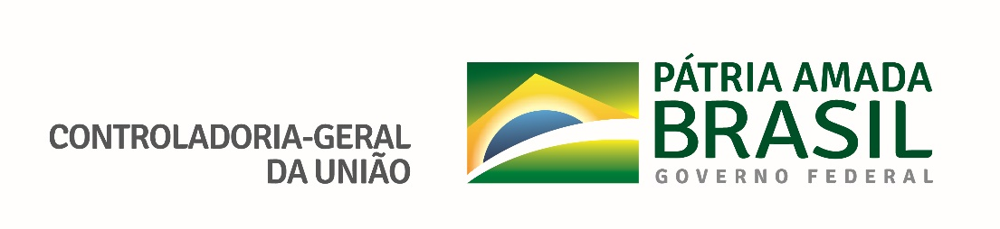 CONTROLADORIA-GERAL
DA UNIÃO
PÁTRIA AMADA
BRASIL
GOVERNO FEDERAL